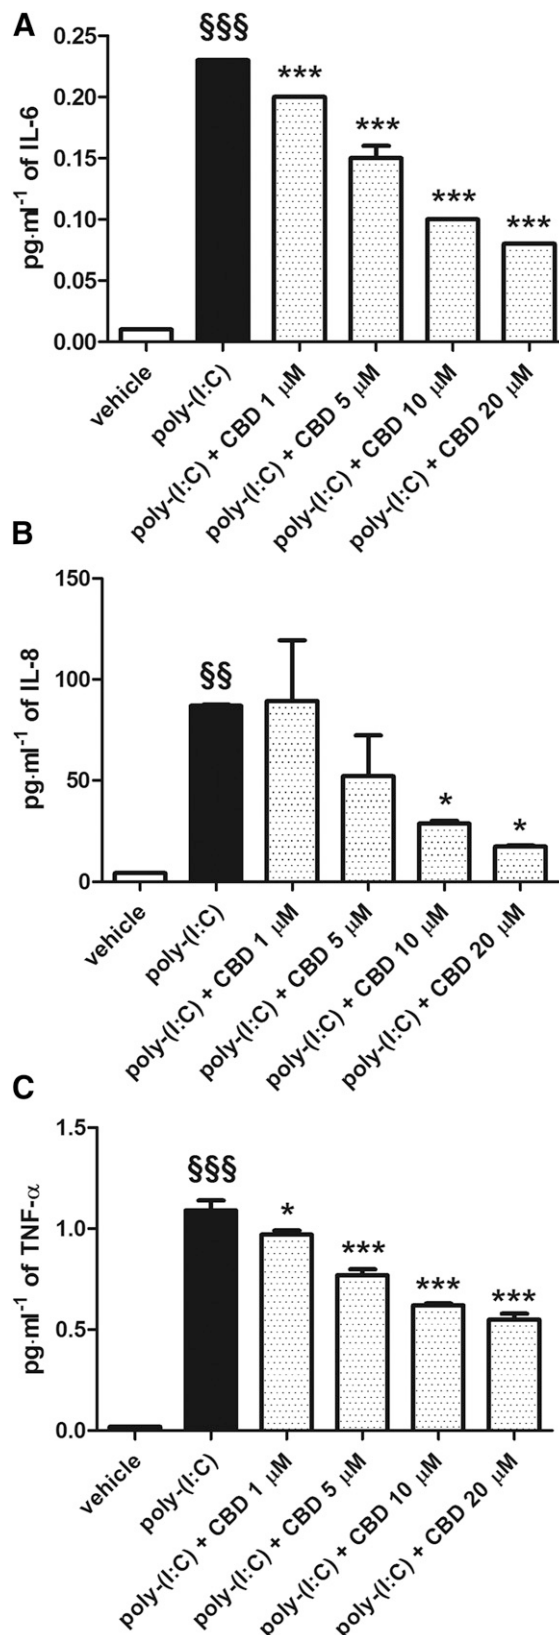 A
pg·ml⁻¹ of IL-6
0.25
0.20
0.15
0.10
0.05
0.00
§§§
***
***
***
***
vehicle
poly-(I:C)
poly-(I:C) + CBD 1 μM
poly-(I:C) + CBD 5 μM
poly-(I:C) + CBD 10 μM
poly-(I:C) + CBD 20 μM
B
pg·ml⁻¹ of IL-8
150
100
50
0
§§
*
*
vehicle
poly-(I:C)
poly-(I:C) + CBD 1 μM
poly-(I:C) + CBD 5 μM
poly-(I:C) + CBD 10 μM
poly-(I:C) + CBD 20 μM
C
pg·ml⁻¹ of TNF-α
1.5
1.0
0.5
0.0
§§§
*
***
***
***
vehicle
poly-(I:C)
poly-(I:C) + CBD 1 μM
poly-(I:C) + CBD 5 μM
poly-(I:C) + CBD 10 μM
poly-(I:C) + CBD 20 μM